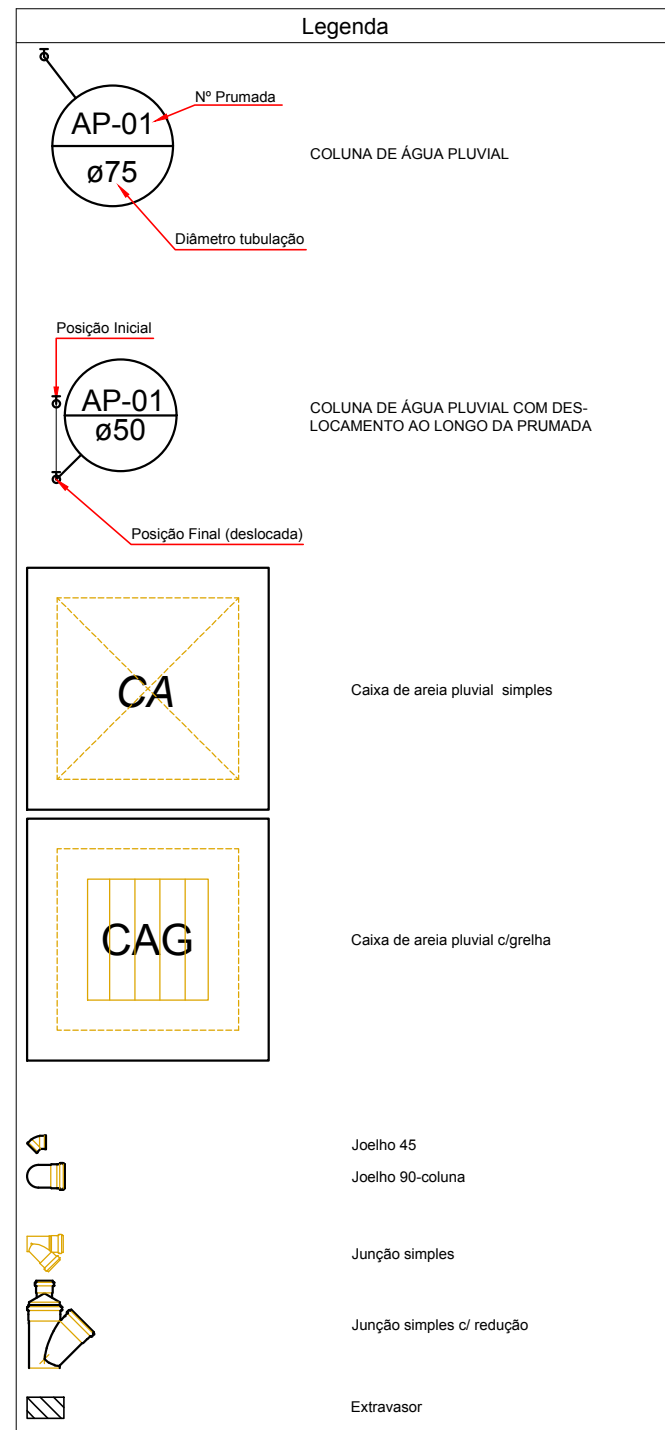 Legenda
Nº Prumada
AP-01
ø75
COLUNA DE ÁGUA PLUVIAL
Diâmetro tubulação
Posição Inicial
AP-01
ø50
COLUNA DE ÁGUA PLUVIAL COM DES-
LOCAMENTO AO LONGO DA PRUMADA
Posição Final (deslocada)
CA
Caixa de areia pluvial simples
CAG
Caixa de areia pluvial c/grelha
Joelho 45
Joelho 90-coluna
Junção simples
Junção simples c/ redução
Extravasor